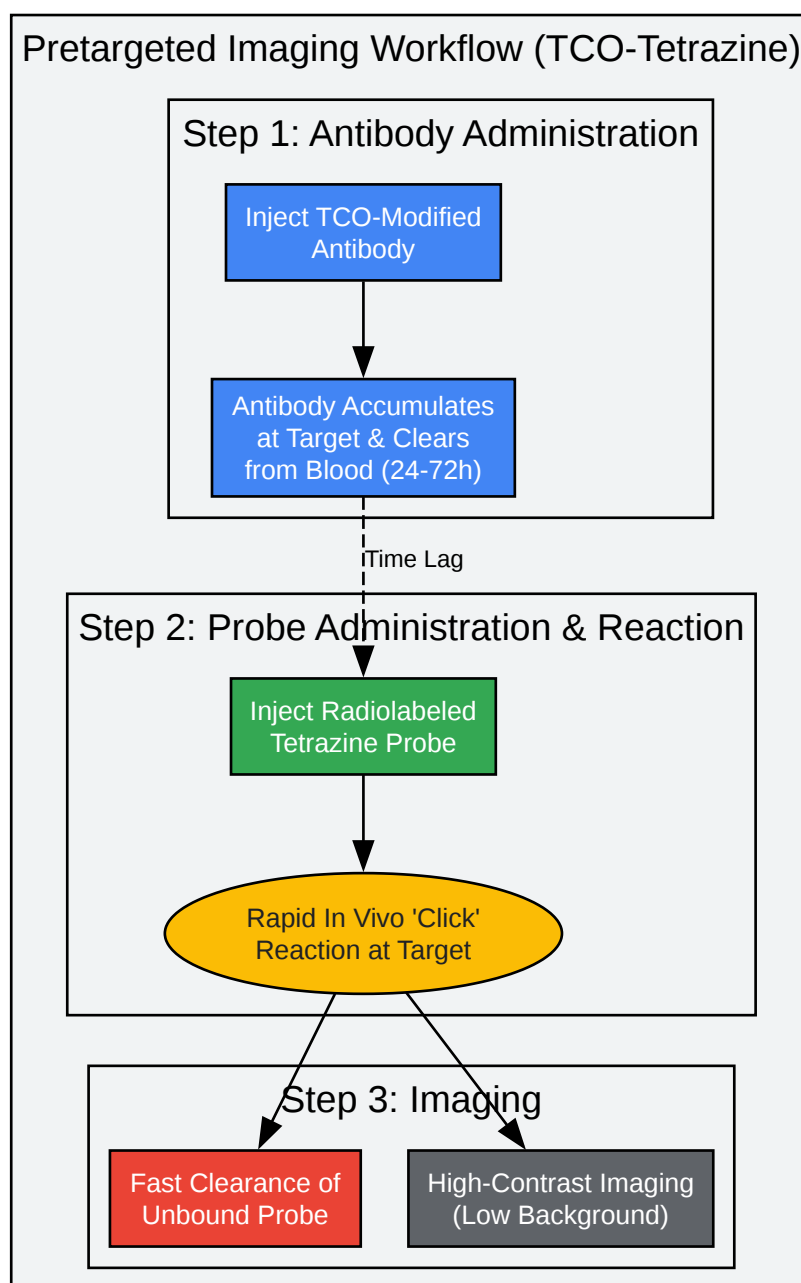 Pretargeted Imaging Workflow (TCO-Tetrazine)
Step 1: Antibody Administration
Inject TCO-Modified
Antibody
Antibody Accumulates
at Target & Clears
from Blood (24-72h)
Time Lag
Step 2: Probe Administration & Reaction
Inject Radiolabeled
Tetrazine Probe
Rapid In Vivo 'Click'
Reaction at Target
Step 3: Imaging
Fast Clearance of
Unbound Probe
High-Contrast Imaging
(Low Background)